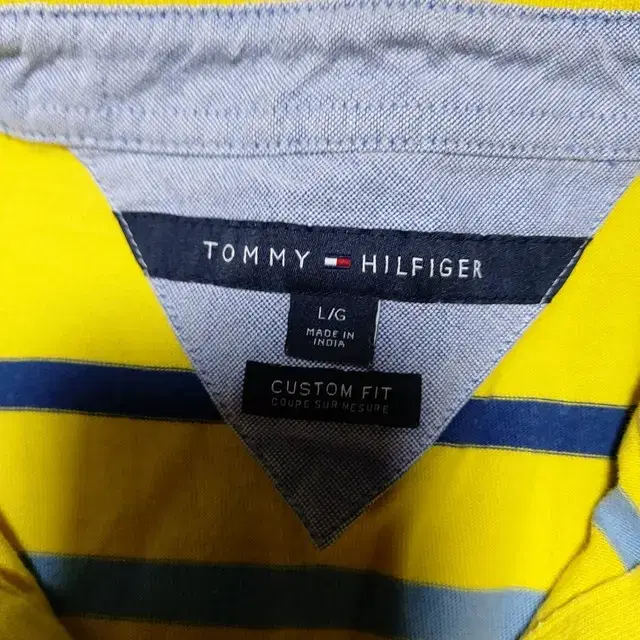 TOMMY HILFIGER
L/G
MADE IN
INDIA
CUSTOM FIT
COUPE SUR MESURE